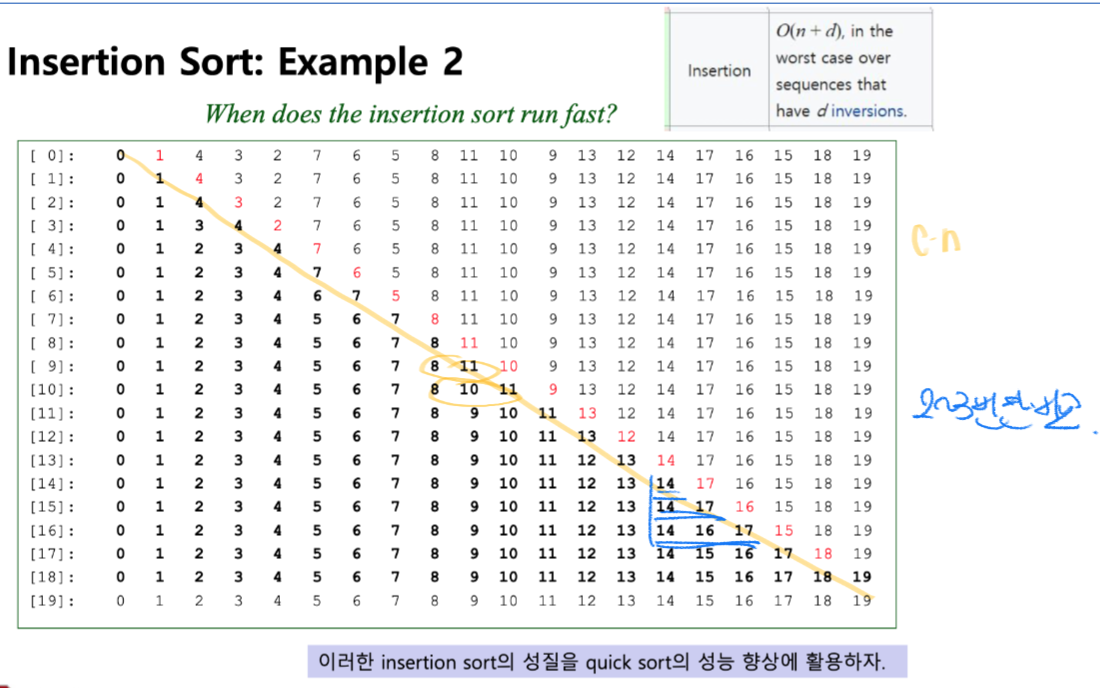 Insertion Sort: Example 2
Insertion
O(n + d), in the
worst case over
sequences that
have d inversions.
When does the insertion sort run fast?
[ 0]: 0 1 4 3 2 7 6 5 8 11 10 9 13 12 14 17 16 15 18 19
[ 1]: 0 1 4 3 2 7 6 5 8 11 10 9 13 12 14 17 16 15 18 19
[ 2]: 0 1 4 3 2 7 6 5 8 11 10 9 13 12 14 17 16 15 18 19
[ 3]: 0 1 3 4 2 7 6 5 8 11 10 9 13 12 14 17 16 15 18 19
[ 4]: 0 1 2 3 4 7 6 5 8 11 10 9 13 12 14 17 16 15 18 19
[ 5]: 0 1 2 3 4 7 6 5 8 11 10 9 13 12 14 17 16 15 18 19
[ 6]: 0 1 2 3 4 6 7 5 8 11 10 9 13 12 14 17 16 15 18 19
[ 7]: 0 1 2 3 4 5 6 7 8 11 10 9 13 12 14 17 16 15 18 19
[ 8]: 0 1 2 3 4 5 6 7 8 11 10 9 13 12 14 17 16 15 18 19
[ 9]: 0 1 2 3 4 5 6 7 8 11 10 9 13 12 14 17 16 15 18 19
[10]: 0 1 2 3 4 5 6 7 8 10 11 9 13 12 14 17 16 15 18 19
[11]: 0 1 2 3 4 5 6 7 8 9 10 11 13 12 14 17 16 15 18 19
[12]: 0 1 2 3 4 5 6 7 8 9 10 11 13 12 14 17 16 15 18 19
[13]: 0 1 2 3 4 5 6 7 8 9 10 11 12 13 14 17 16 15 18 19
[14]: 0 1 2 3 4 5 6 7 8 9 10 11 12 13 14 17 16 15 18 19
[15]: 0 1 2 3 4 5 6 7 8 9 10 11 12 13 14 17 16 15 18 19
[16]: 0 1 2 3 4 5 6 7 8 9 10 11 12 13 14 16 17 15 18 19
[17]: 0 1 2 3 4 5 6 7 8 9 10 11 12 13 14 15 16 17 18 19
[18]: 0 1 2 3 4 5 6 7 8 9 10 11 12 13 14 15 16 17 18 19
[19]: 0 1 2 3 4 5 6 7 8 9 10 11 12 13 14 15 16 17 18 19
c·n
2~3번만 비교.
이러한 insertion sort의 성질을 quick sort의 성능 향상에 활용하자.